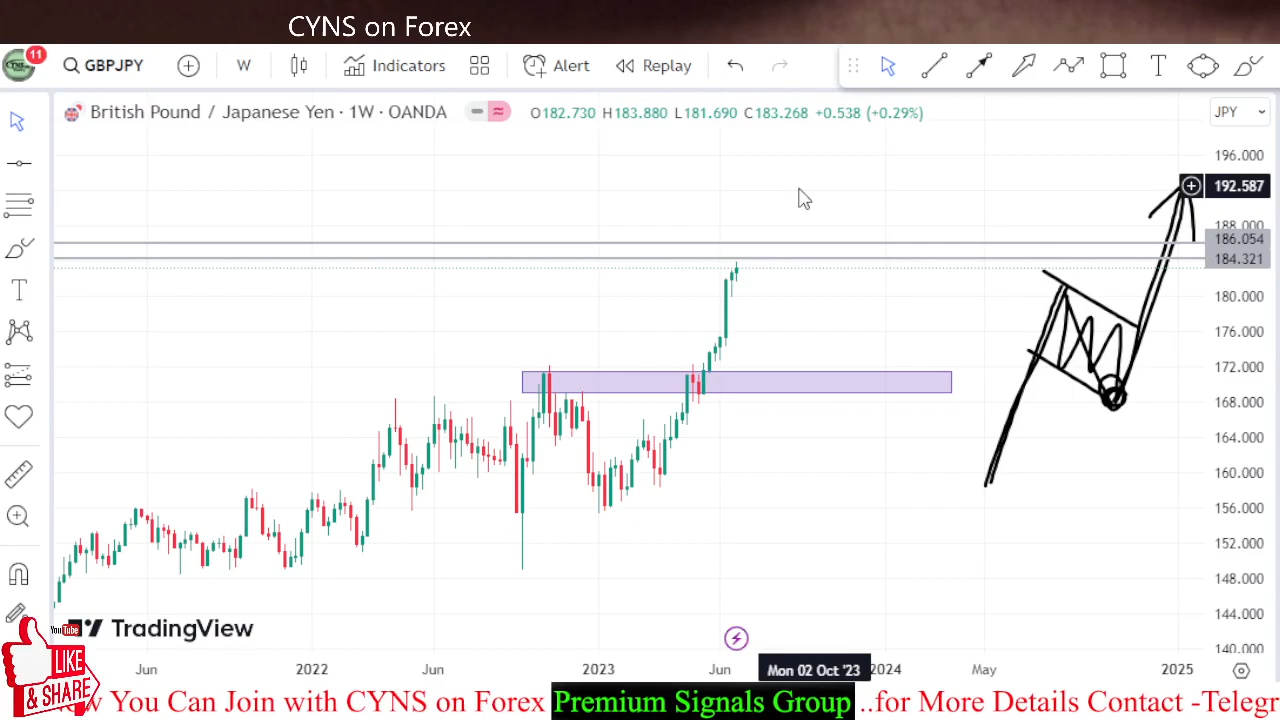 CYNS on Forex
11
GBPJPY
W
Indicators
Alert
Replay
British Pound / Japanese Yen · 1W · OANDA
O182.730 H183.880 L181.690 C183.268 +0.538 (+0.29%)
JPY
196.000
192.587
188.000
186.054
184.321
180.000
176.000
172.000
168.000
164.000
160.000
156.000
152.000
148.000
144.000
140.000
TradingView
Jun
2022
Jun
2023
Jun
Mon 02 Oct '23
2024
May
2025
YouTube
LIKE
& SHARE
w You Can Join with CYNS on Forex Premium Signals Group ..for More Details Contact -Telegr